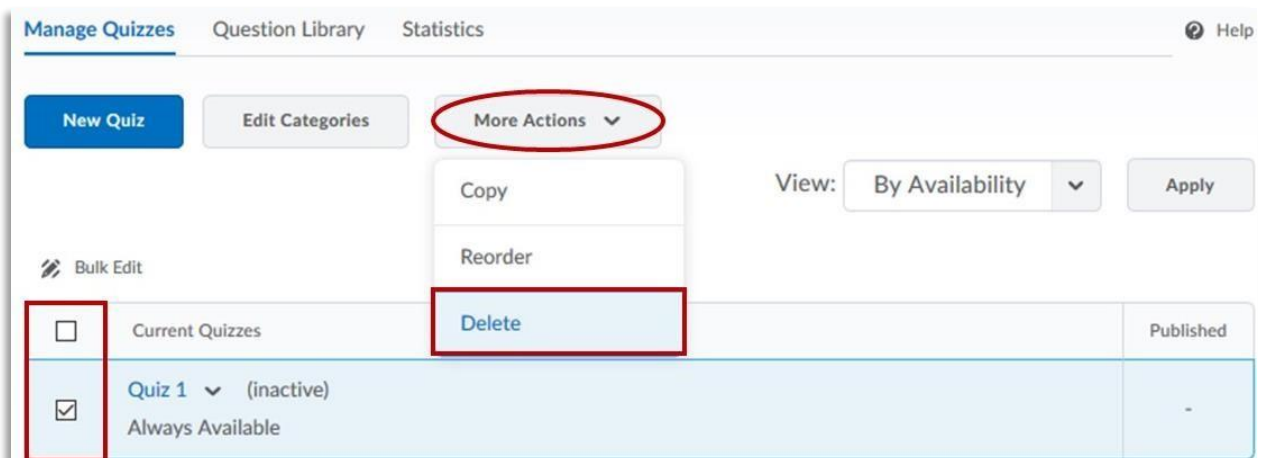 Manage Quizzes Question Library Statistics Help
New Quiz Edit Categories More Actions
Copy
View: By Availability Apply
Reorder
Bulk Edit
Delete
Current Quizzes Published
Quiz 1 (inactive) -
Always Available